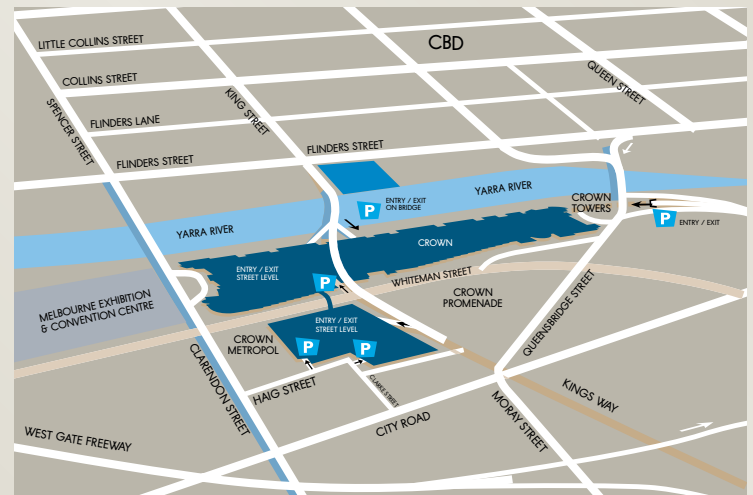 CBD
LITTLE COLLINS STREET
COLLINS STREET
QUEEN STREET
SPENCER STREET
KING STREET
FLINDERS LANE
FLINDERS STREET
FLINDERS STREET
YARRA RIVER
P
ENTRY / EXIT
ON BRIDGE
CROWN
TOWERS
P
ENTRY / EXIT
YARRA RIVER
CROWN
ENTRY / EXIT
STREET LEVEL
P
WHITEMAN STREET
CROWN
PROMENADE
MELBOURNE EXHIBITION
& CONVENTION CENTRE
QUEENSBRIDGE STREET
ENTRY / EXIT
STREET LEVEL
P
P
CROWN
METROPOL
CLARENDON STREET
HAIG STREET
CLARKE STREET
CITY ROAD
KINGS WAY
MORAY STREET
WEST GATE FREEWAY